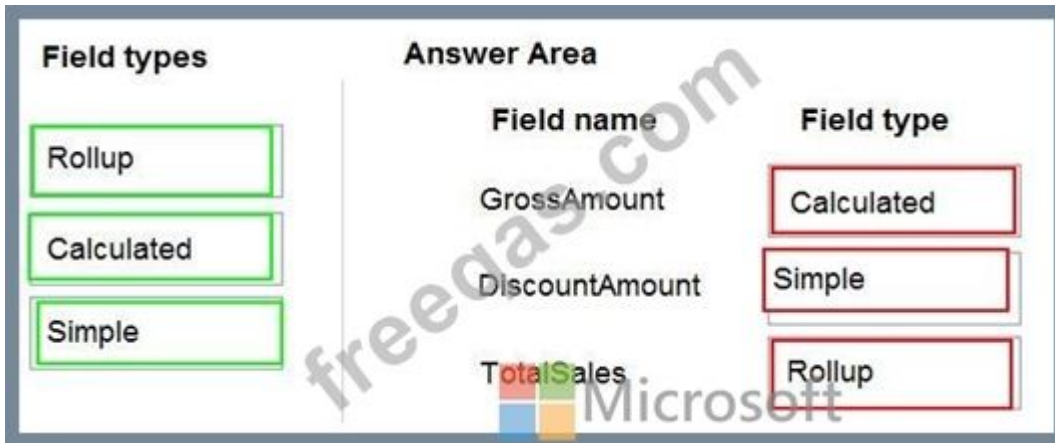 Field types
Answer Area
Field name
Field type
Rollup
GrossAmount
Calculated
Calculated
DiscountAmount
Simple
Simple
TotalSales
Rollup
freeqas.com
Microsoft